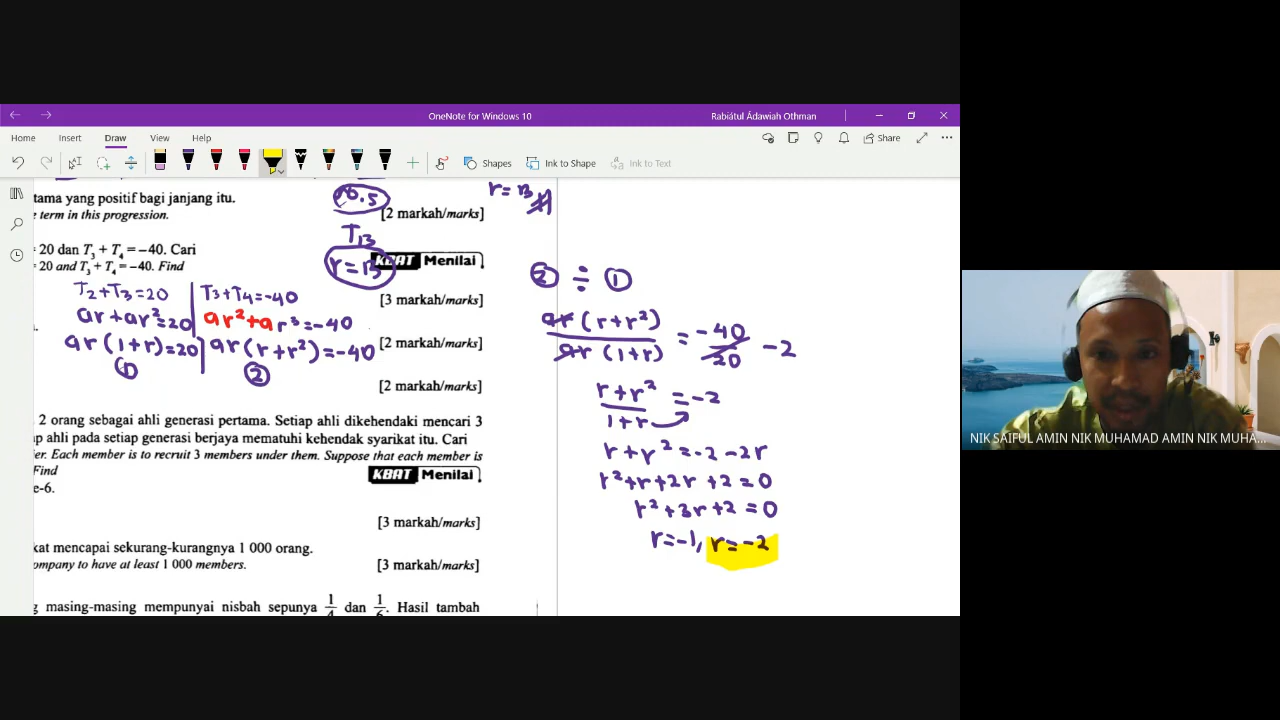 OneNote for Windows 10
Rabiátul Ádawiah Othman
Home Insert Draw View Help
Share
Shapes Ink to Shape Ink to Text
tama yang positif bagi janjang itu.
e term in this progression.
[2 markah/marks]
r = 13
T13
r = 13
= 20 dan T3 + T4 = −40. Cari
= 20 and T3 + T4 = −40. Find
KBAT Menilai
[3 markah/marks]
T2+T3=20
ar + ar²=20
ar (1+r)=20
①
T3+T4=-40
ar²+ar³=-40
ar(r+r²)=-40
②
[2 markah/marks]
[2 markah/marks]
2 orang sebagai ahli generasi pertama. Setiap ahli dikehendaki mencari 3
p ahli pada setiap generasi berjaya mematuhi kehendak syarikat itu. Cari
er. Each member is to recruit 3 members under them. Suppose that each member is
Find
e-6.
KBAT Menilai
[3 markah/marks]
kat mencapai sekurang-kurangnya 1 000 orang.
ompany to have at least 1 000 members.
[3 markah/marks]
g masing-masing mempunyai nisbah sepunya 1/4 dan 1/6. Hasil tambah
② ÷ ①
ar (r+r²) / ar (1+r) = -40 / 20 -2
r+r² / 1+r = -2
r+r² = -2-2r
r²+r+2r+2=0
r²+3r+2=0
r=-1, r=-2
NIK SAIFUL AMIN NIK MUHAMAD AMIN NIK MUHA...